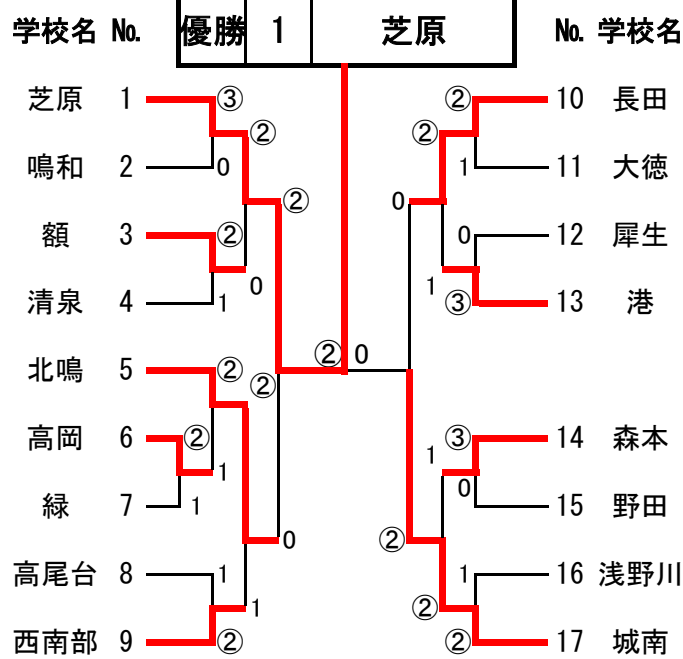 学校名 No. 優勝 1 芝原 No. 学校名
芝原 1 ③ ② 10 長田
② ②
鳴和 2 0 1 11 大徳
② 0
額 3 ② 0 12 犀生
0 1
清泉 4 1 ③ 13 港
② 0
北鳴 5 ② ②
高岡 6 ② ③ 14 森本
1 1
緑 7 1 0 15 野田
0 ②
高尾台 8 1 1 16 浅野川
1 ②
西南部 9 ② ② 17 城南